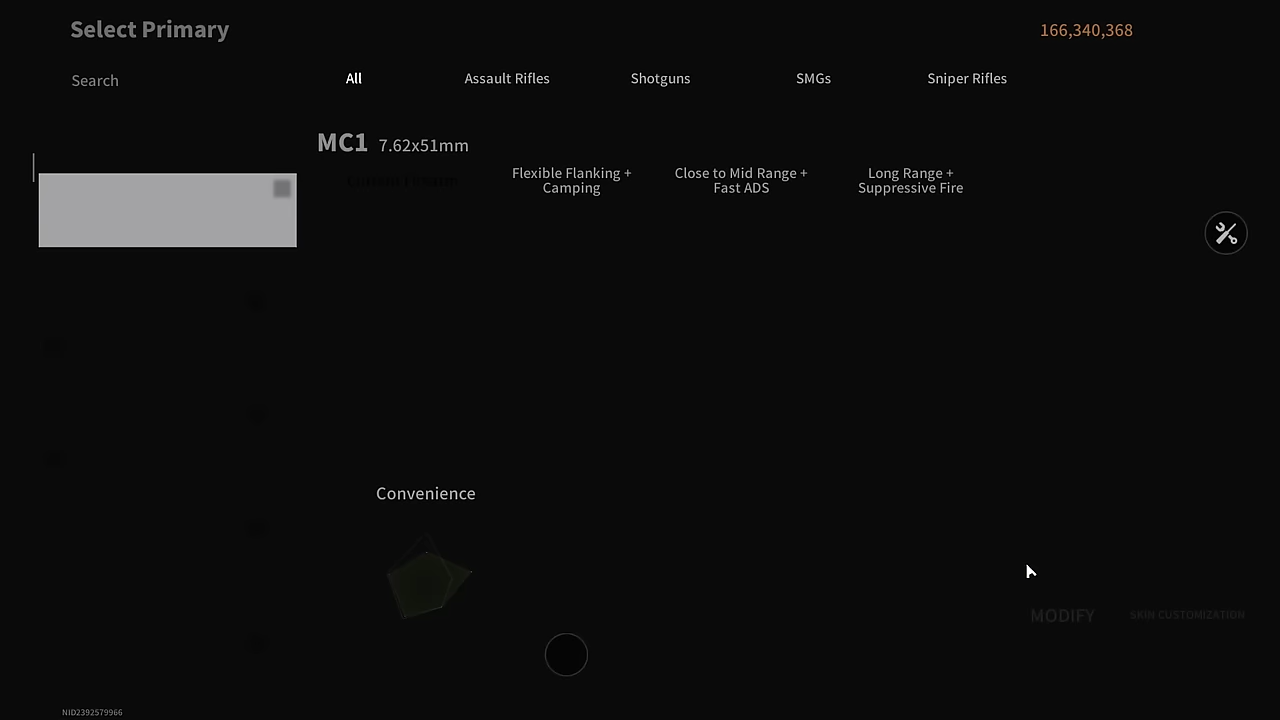 Select Primary
166,340,368
Search
All
Assault Rifles
Shotguns
SMGs
Sniper Rifles
MC1 7.62x51mm
Flexible Flanking +
Camping
Close to Mid Range +
Fast ADS
Long Range +
Suppressive Fire
Convenience
MODIFY
SKIN CUSTOMIZATION
NID2392579966